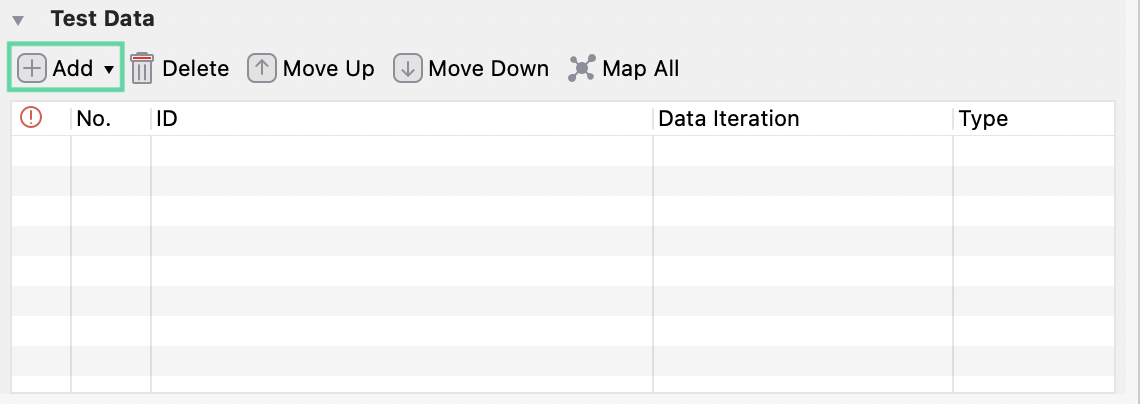 Test Data
Add Delete Move Up Move Down Map All
No. ID Data Iteration Type